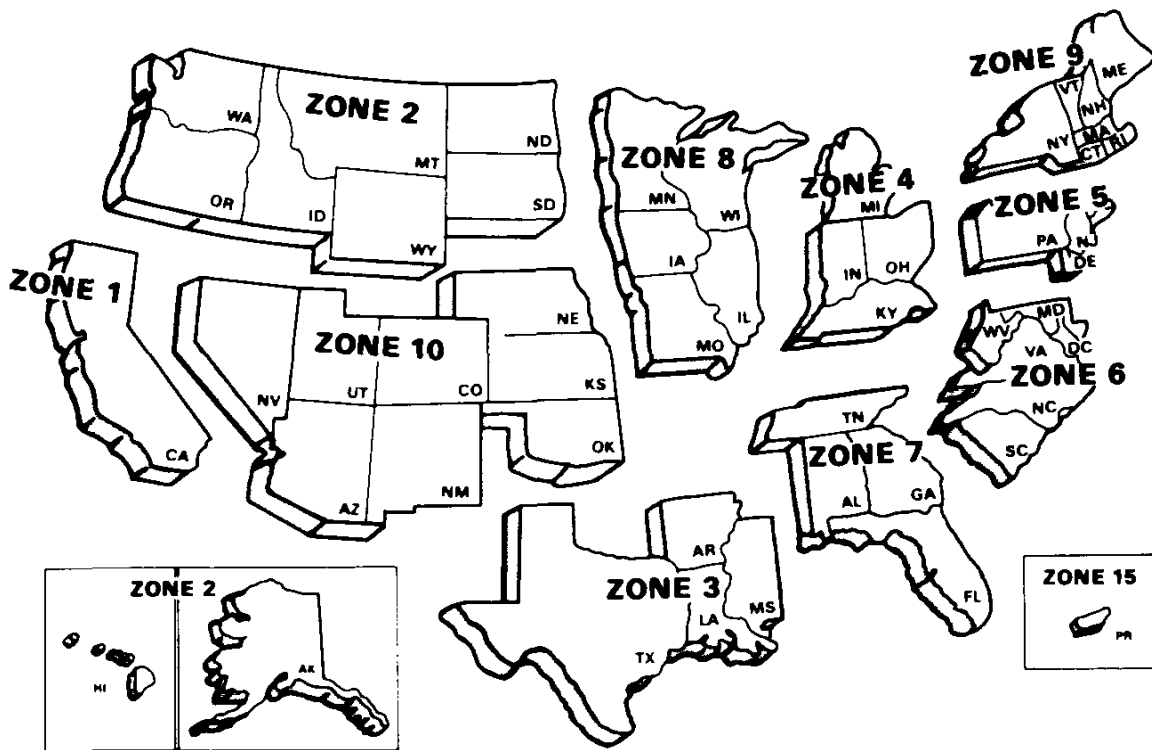 ZONE 2
WA
MT
ND
OR
ID
WY
SD
ZONE 8
MN
WI
IA
IL
MO
ZONE 4
MI
IN
OH
KY
ZONE 9
ME
VT
NH
NY
MA
CT
RI
ZONE 5
PA
NJ
DE
ZONE 1
CA
ZONE 10
NE
UT
CO
KS
NV
OK
AZ
NM
WV
MD
VA
DC
ZONE 6
NC
SC
TN
ZONE 7
AL
GA
FL
AR
ZONE 3
LA
MS
TX
ZONE 2
HI
AK
ZONE 15
PR